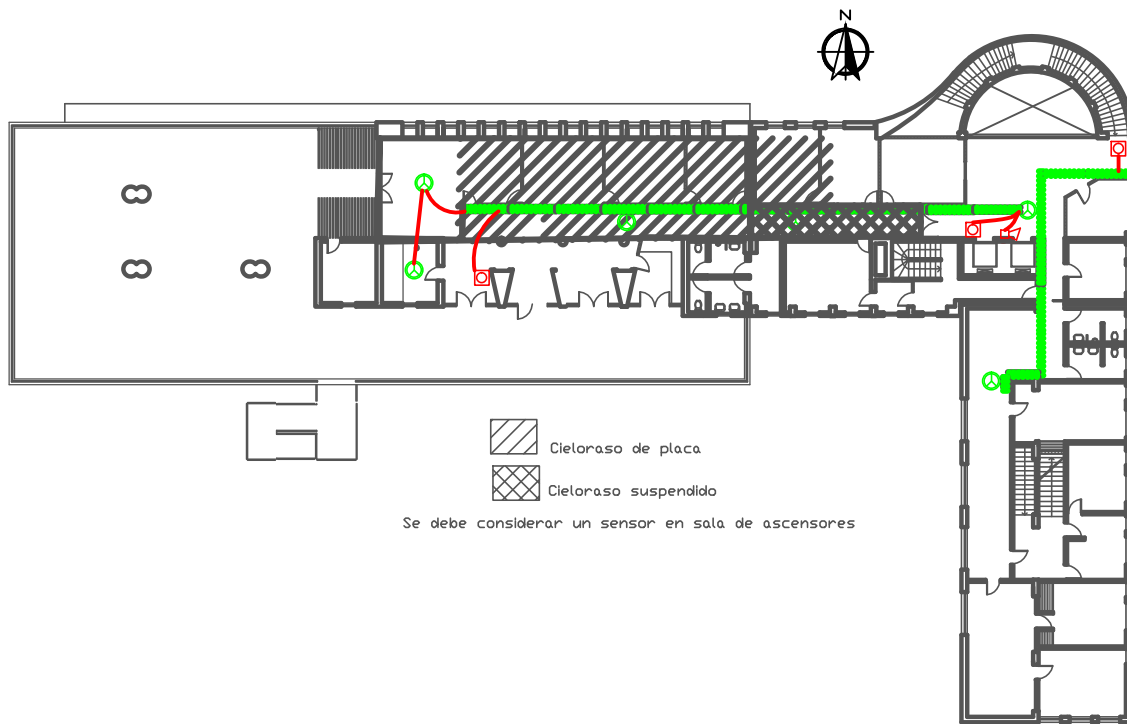 N
Cieloraso de placa
Cieloraso suspendido
Se debe considerar un sensor en sala de ascensores